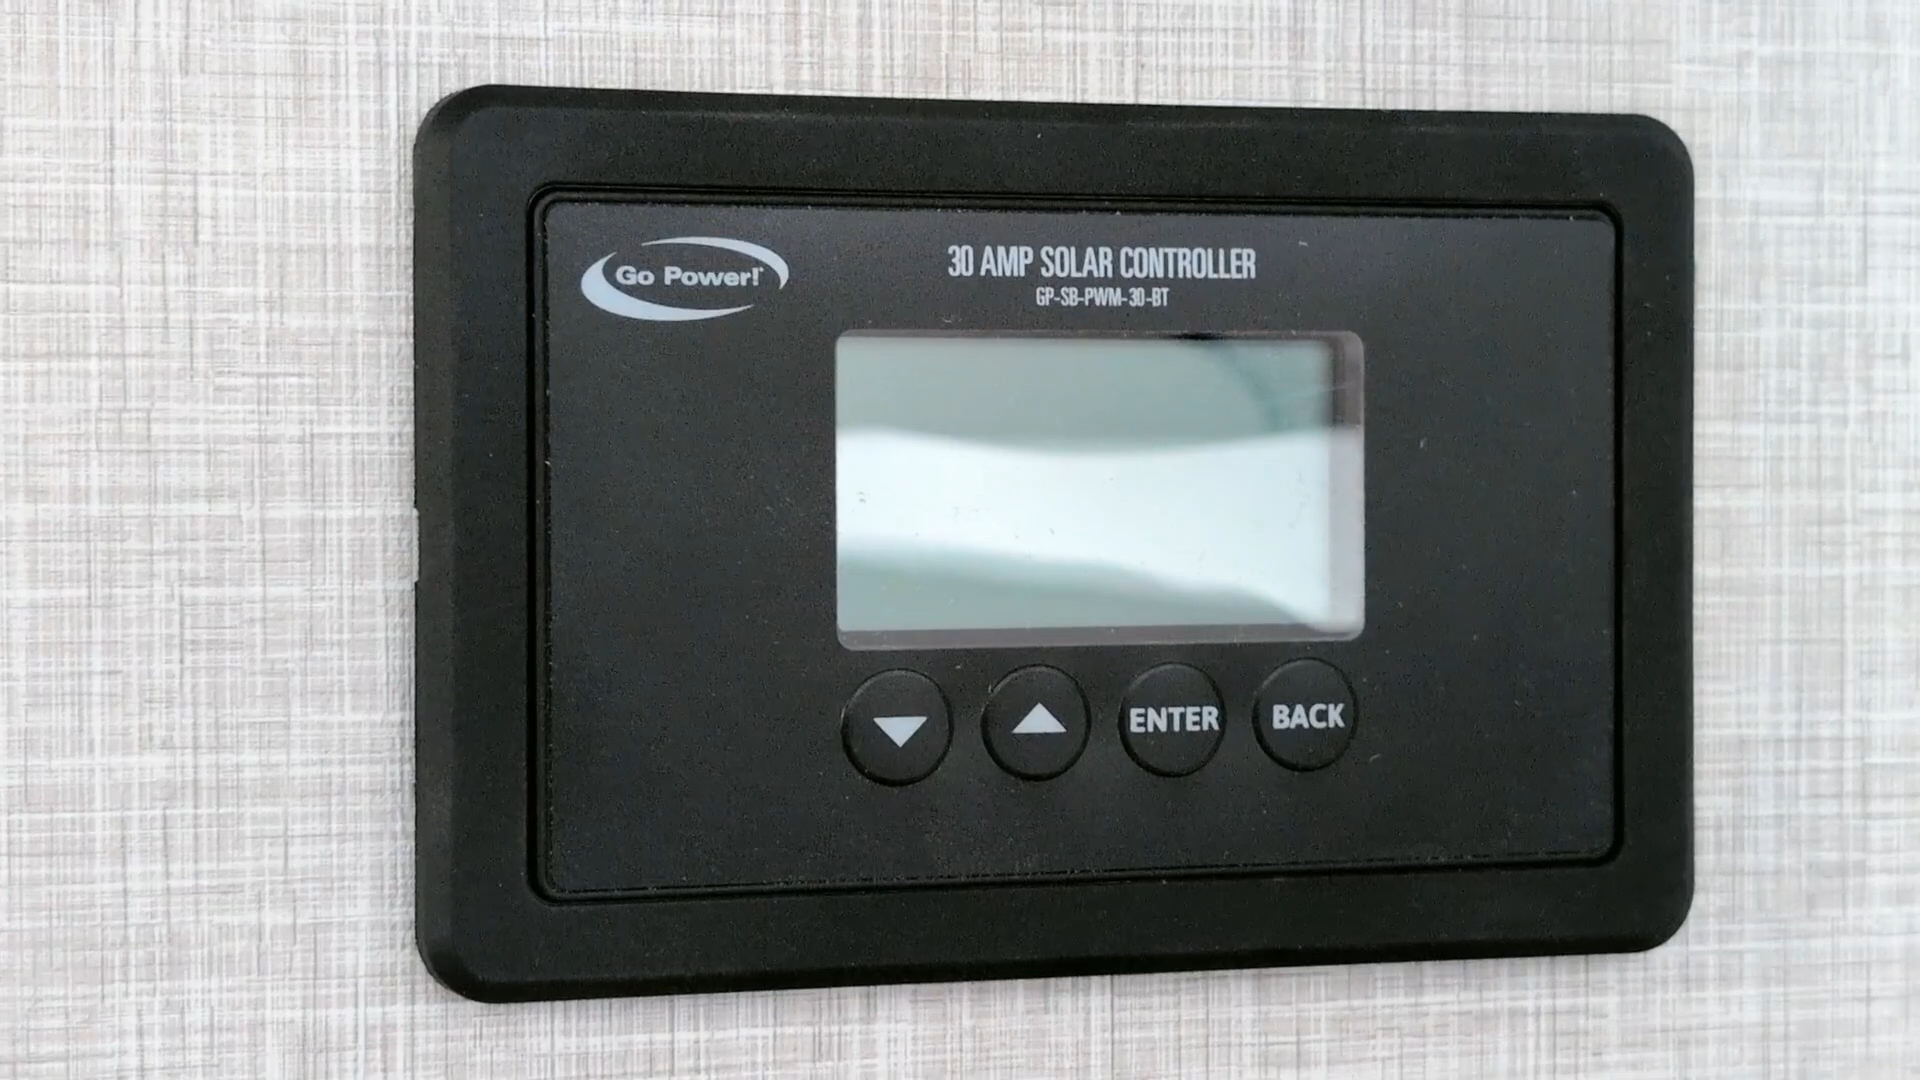 Go Power!
30 AMP SOLAR CONTROLLER
GP-SB-PWM-30-BT
ENTER
BACK